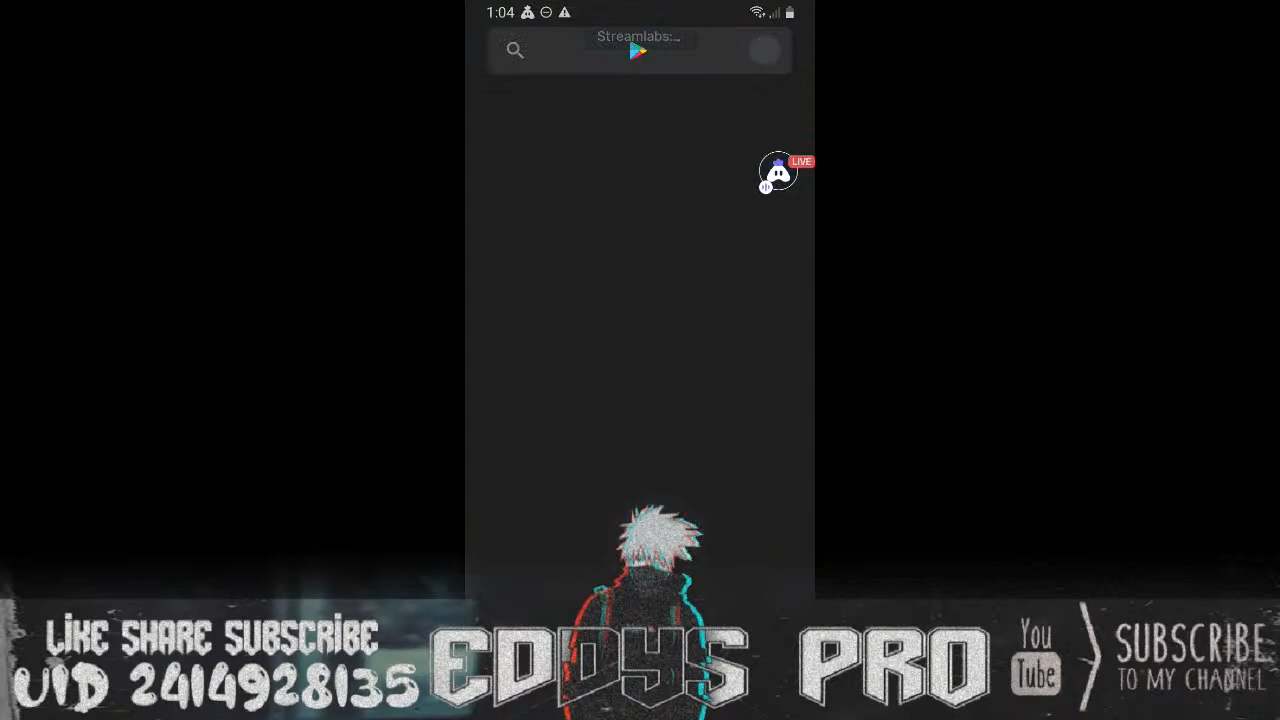 1:04
Streamlabs:...
LIVE
LIKE SHARE SUBSCRIBE
UID 2414928135
EDDYS PRO
You
Tube
SUBSCRIBE
TO MY CHANNEL